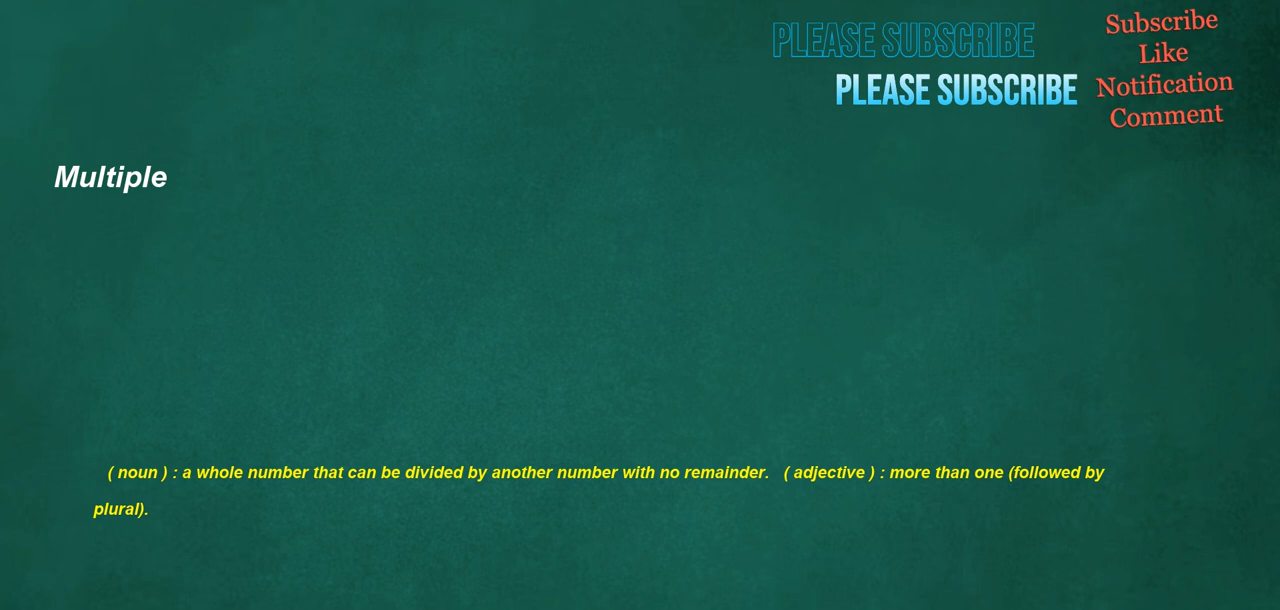 PLEASE SUBSCRIBE
PLEASE SUBSCRIBE
Subscribe
Like
Notification
Comment
Multiple
( noun ) : a whole number that can be divided by another number with no remainder. ( adjective ) : more than one (followed by
plural).